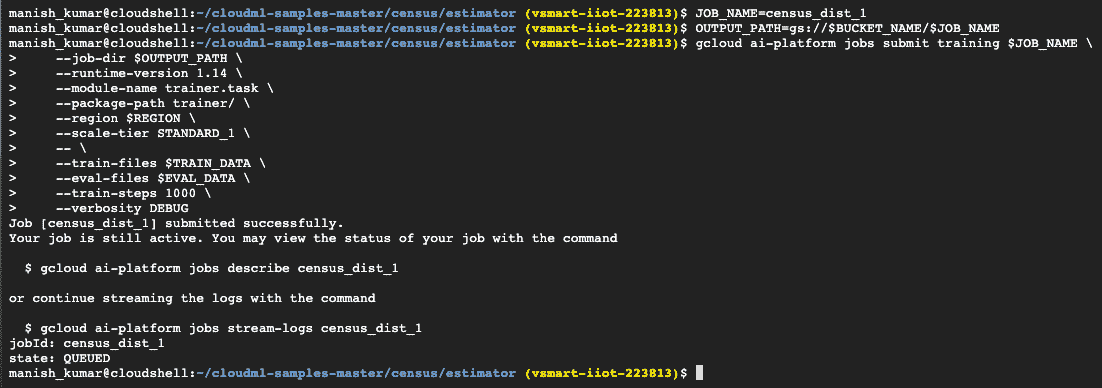 manish_kumar@cloudshell:~/cloudml-samples-master/census/estimator (vsmart-iiot-223813)$ JOB_NAME=census_dist_1
manish_kumar@cloudshell:~/cloudml-samples-master/census/estimator (vsmart-iiot-223813)$ OUTPUT_PATH=gs://$BUCKET_NAME/$JOB_NAME
manish_kumar@cloudshell:~/cloudml-samples-master/census/estimator (vsmart-iiot-223813)$ gcloud ai-platform jobs submit training $JOB_NAME \
>     --job-dir $OUTPUT_PATH \
>     --runtime-version 1.14 \
>     --module-name trainer.task \
>     --package-path trainer/ \
>     --region $REGION \
>     --scale-tier STANDARD_1 \
>     -- \
>     --train-files $TRAIN_DATA \
>     --eval-files $EVAL_DATA \
>     --train-steps 1000 \
>     --verbosity DEBUG
Job [census_dist_1] submitted successfully.
Your job is still active. You may view the status of your job with the command

  $ gcloud ai-platform jobs describe census_dist_1

or continue streaming the logs with the command

  $ gcloud ai-platform jobs stream-logs census_dist_1
jobId: census_dist_1
state: QUEUED
manish_kumar@cloudshell:~/cloudml-samples-master/census/estimator (vsmart-iiot-223813)$